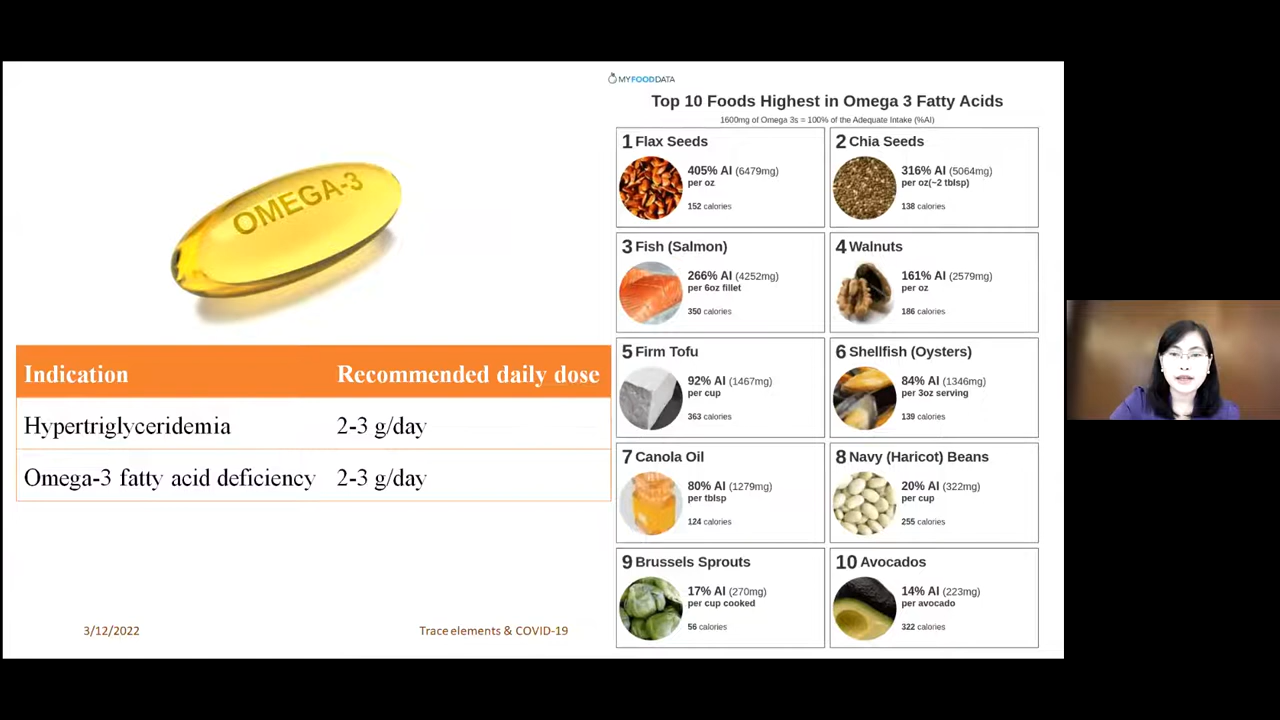 OMEGA-3
Indication Recommended daily dose
Hypertriglyceridemia 2-3 g/day
Omega-3 fatty acid deficiency 2-3 g/day
3/12/2022
Trace elements & COVID-19
MYFOODDATA
Top 10 Foods Highest in Omega 3 Fatty Acids
1600mg of Omega 3s = 100% of the Adequate Intake (%AI)
1 Flax Seeds
405% AI (6479mg)
per oz
152 calories
2 Chia Seeds
316% AI (5064mg)
per oz(~2 tblsp)
138 calories
3 Fish (Salmon)
266% AI (4252mg)
per 6oz fillet
350 calories
4 Walnuts
161% AI (2579mg)
per oz
186 calories
5 Firm Tofu
92% AI (1467mg)
per cup
363 calories
6 Shellfish (Oysters)
84% AI (1346mg)
per 3oz serving
139 calories
7 Canola Oil
80% AI (1279mg)
per tblsp
124 calories
8 Navy (Haricot) Beans
20% AI (322mg)
per cup
255 calories
9 Brussels Sprouts
17% AI (270mg)
per cup cooked
56 calories
10 Avocados
14% AI (223mg)
per avocado
322 calories